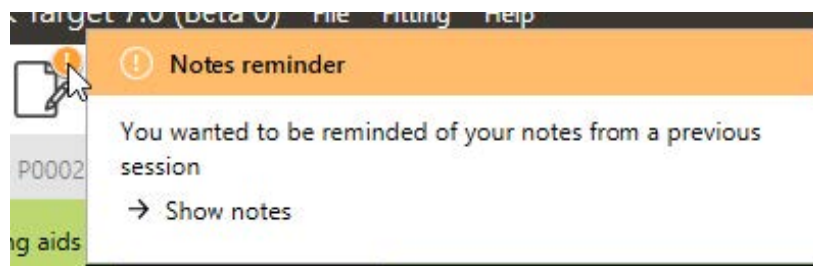 Target 7.0 (Beta 0) File Fitting Help
Notes reminder
You wanted to be reminded of your notes from a previous
session
P0002
→ Show notes
aids